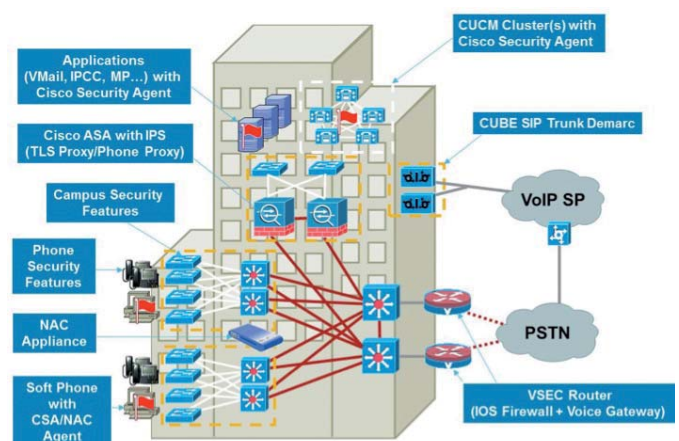 Applications
(VMail, IPCC, MP...) with
Cisco Security Agent
CUCM Cluster(s) with
Cisco Security Agent
Cisco ASA with IPS
(TLS Proxy/Phone Proxy)
CUBE SIP Trunk Demarc
Campus Security
Features
VoIP SP
Phone
Security
Features
NAC
Appliance
PSTN
V
V
Soft Phone
with
CSA/NAC
Agent
VSEC Router
(IOS Firewall + Voice Gateway)